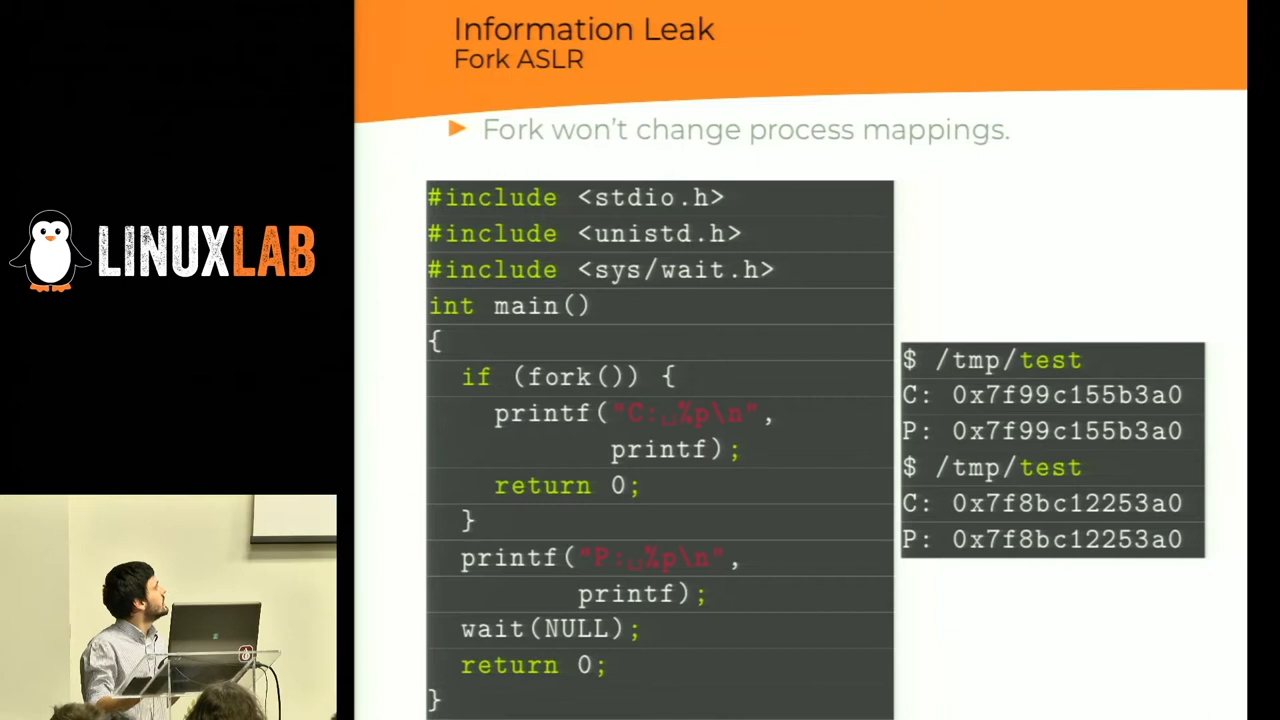 Information Leak
Fork ASLR
Fork won't change process mappings.
LINUXLAB
#include <stdio.h>
#include <unistd.h>
#include <sys/wait.h>
int main()
{
if (fork()) {
printf("C:␣%p\n",
printf);
return 0;
}
printf("P:␣%p\n",
printf);
wait(NULL);
return 0;
}
$ /tmp/test
C: 0x7f99c155b3a0
P: 0x7f99c155b3a0
$ /tmp/test
C: 0x7f8bc12253a0
P: 0x7f8bc12253a0